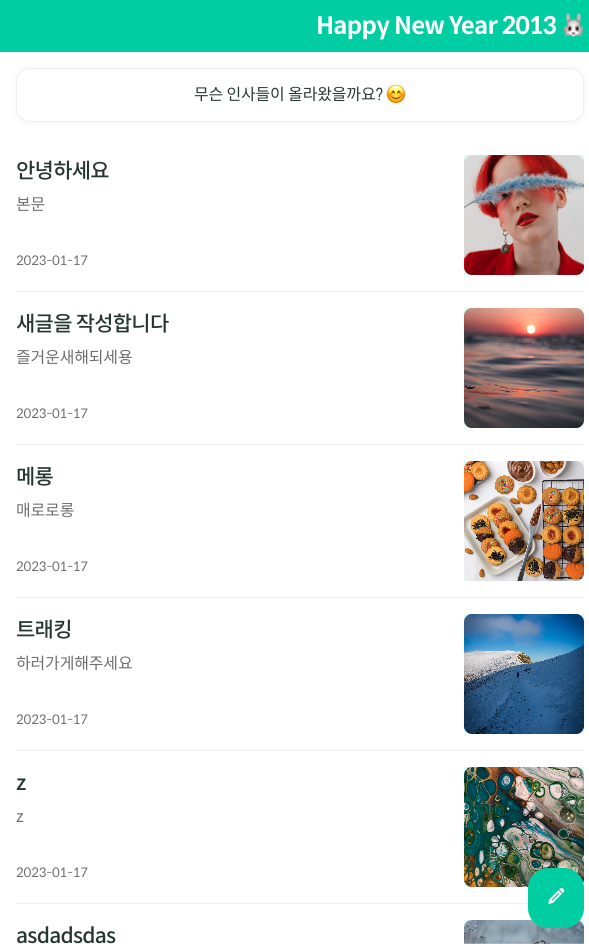 Happy New Year 2013 🐰
무슨 인사들이 올라왔을까요? 😊
안녕하세요
본문
2023-01-17
새글을 작성합니다
즐거운새해되세용
2023-01-17
메롱
매로로롱
2023-01-17
트래킹
하러가게해주세요
2023-01-17
z
z
2023-01-17
asdadsdas